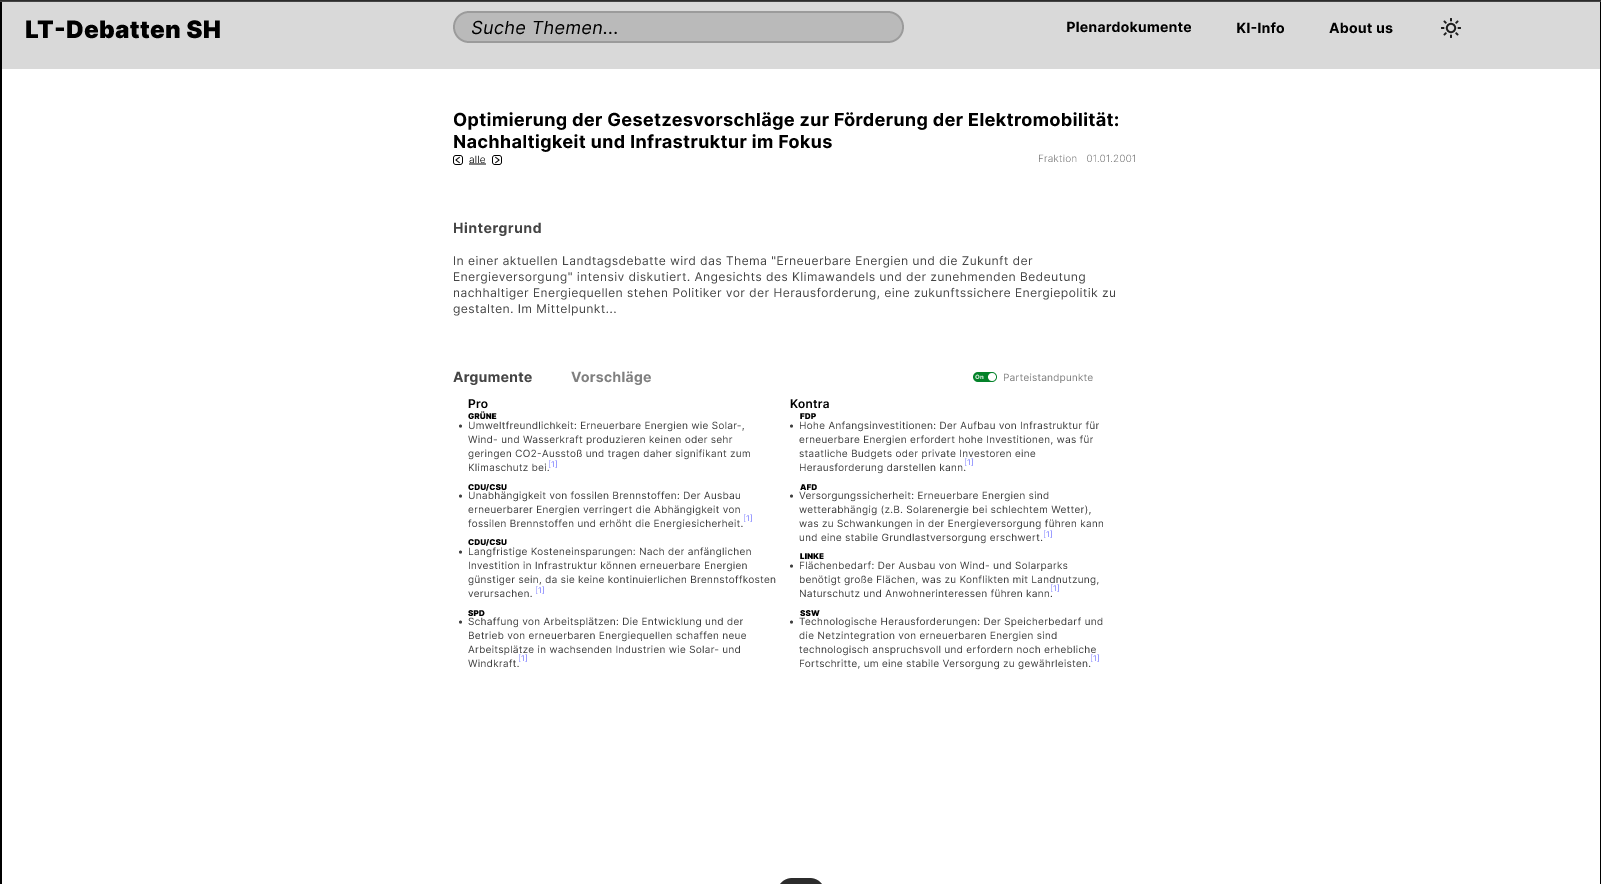 LT-Debatten SH
Suche Themen...
Plenardokumente
KI-Info
About us
Optimierung der Gesetzesvorschläge zur Förderung der Elektromobilität:
Nachhaltigkeit und Infrastruktur im Fokus
alle
Fraktion 01.01.2001
Hintergrund
In einer aktuellen Landtagsdebatte wird das Thema "Erneuerbare Energien und die Zukunft der
Energieversorgung" intensiv diskutiert. Angesichts des Klimawandels und der zunehmenden Bedeutung
nachhaltiger Energiequellen stehen Politiker vor der Herausforderung, eine zukunftssichere Energiepolitik zu
gestalten. Im Mittelpunkt...
Argumente
Vorschläge
On
Parteistandpunkte
Pro
GRÜNE
• Umweltfreundlichkeit: Erneuerbare Energien wie Solar-,
Wind- und Wasserkraft produzieren keinen oder sehr
geringen CO2-Ausstoß und tragen daher signifikant zum
Klimaschutz bei.[1]
CDU/CSU
• Unabhängigkeit von fossilen Brennstoffen: Der Ausbau
erneuerbarer Energien verringert die Abhängigkeit von
fossilen Brennstoffen und erhöht die Energiesicherheit.[1]
CDU/CSU
• Langfristige Kosteneinsparungen: Nach der anfänglichen
Investition in Infrastruktur können erneuerbare Energien
günstiger sein, da sie keine kontinuierlichen Brennstoffkosten
verursachen. [1]
SPD
• Schaffung von Arbeitsplätzen: Die Entwicklung und der
Betrieb von erneuerbaren Energiequellen schaffen neue
Arbeitsplätze in wachsenden Industrien wie Solar- und
Windkraft.[1]
Kontra
FDP
• Hohe Anfangsinvestitionen: Der Aufbau von Infrastruktur für
erneuerbare Energien erfordert hohe Investitionen, was für
staatliche Budgets oder private Investoren eine
Herausforderung darstellen kann.[1]
AFD
• Versorgungssicherheit: Erneuerbare Energien sind
wetterabhängig (z.B. Solarenergie bei schlechtem Wetter),
was zu Schwankungen in der Energieversorgung führen kann
und eine stabile Grundlastversorgung erschwert.[1]
LINKE
• Flächenbedarf: Der Ausbau von Wind- und Solarparks
benötigt große Flächen, was zu Konflikten mit Landnutzung,
Naturschutz und Anwohnerinteressen führen kann.[1]
SSW
• Technologische Herausforderungen: Der Speicherbedarf und
die Netzintegration von erneuerbaren Energien sind
technologisch anspruchsvoll und erfordern noch erhebliche
Fortschritte, um eine stabile Versorgung zu gewährleisten.[1]